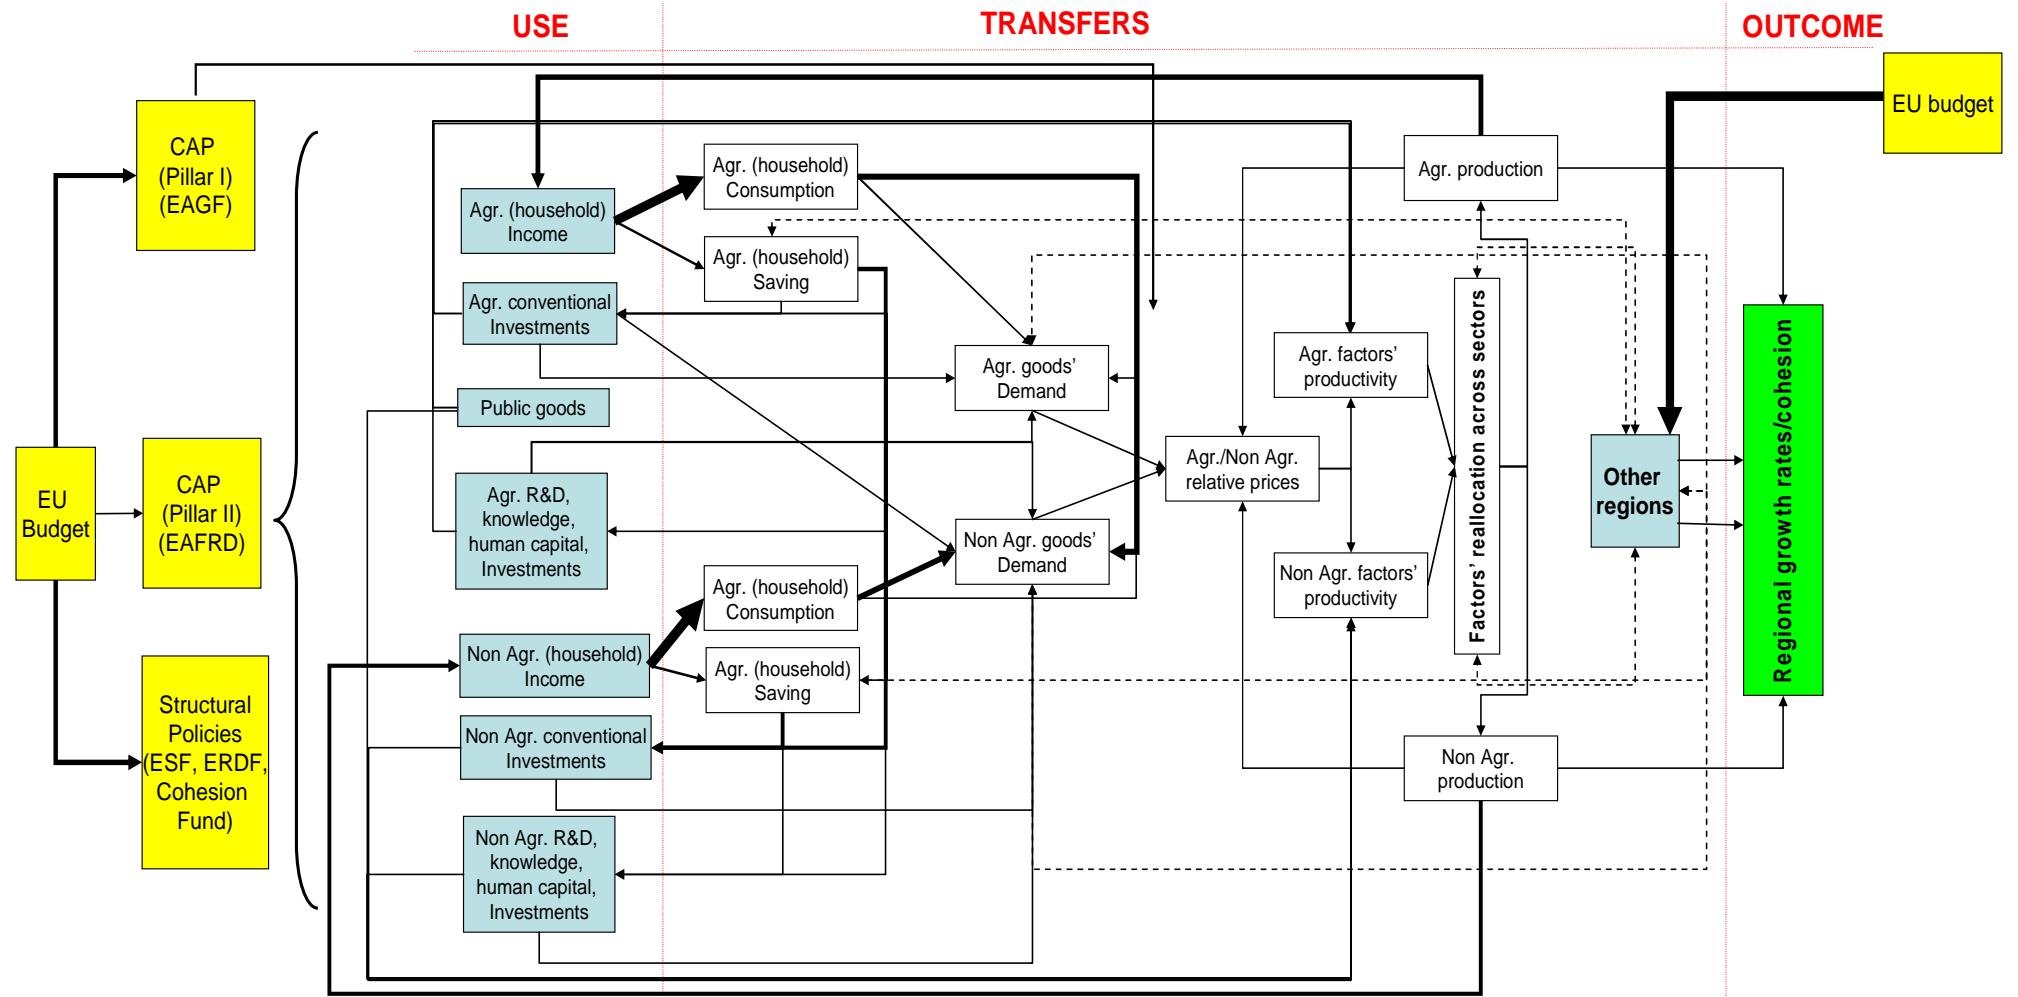 USE
TRANSFERS
OUTCOME
EU budget
CAP
(Pillar I)
(EAGF)
EU
Budget
CAP
(Pillar II)
(EAFRD)
Structural
Policies
(ESF, ERDF,
Cohesion
Fund)
Agr. (household)
Income
Agr. conventional
Investments
Public goods
Agr. R&D,
knowledge,
human capital,
Investments
Non Agr. (household)
Income
Non Agr. conventional
Investments
Non Agr. R&D,
knowledge,
human capital,
Investments
Agr. (household)
Consumption
Agr. (household)
Saving
Agr. (household)
Consumption
Agr. (household)
Saving
Agr. goods'
Demand
Non Agr. goods'
Demand
Agr./Non Agr.
relative prices
Agr. factors'
productivity
Non Agr. factors'
productivity
Agr. production
Factors' reallocation across sectors
Non Agr.
production
Other
regions
Regional growth rates/cohesion